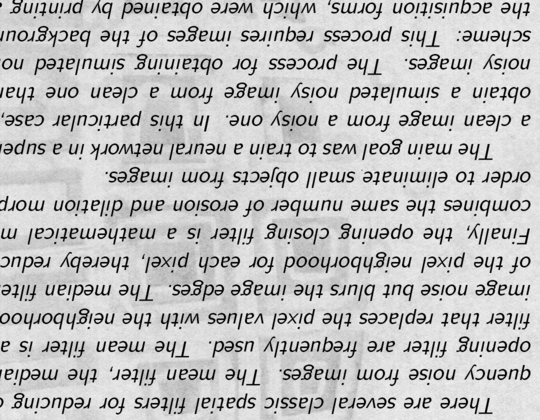 There are several classic spatial filters for reducing
quency noise from images. The mean filter, the median
opening filter are frequently used. The mean filter is a
filter that replaces the pixel values with the neighborhoo
image noise but blurs the image edges. The median filte
of the pixel neighborhood for each pixel, thereby reduc
Finally, the opening closing filter is a mathematical m
combines the same number of erosion and dilation morp
order to eliminate small objects from images.
The main goal was to train a neural network in a supe
a clean image from a noisy one. In this particular case,
obtain a simulated noisy image from a clean one than
noisy images. The process for obtaining simulated no
scheme: This process requires images of the backgroun
the acquisition forms, which were obtained by printing